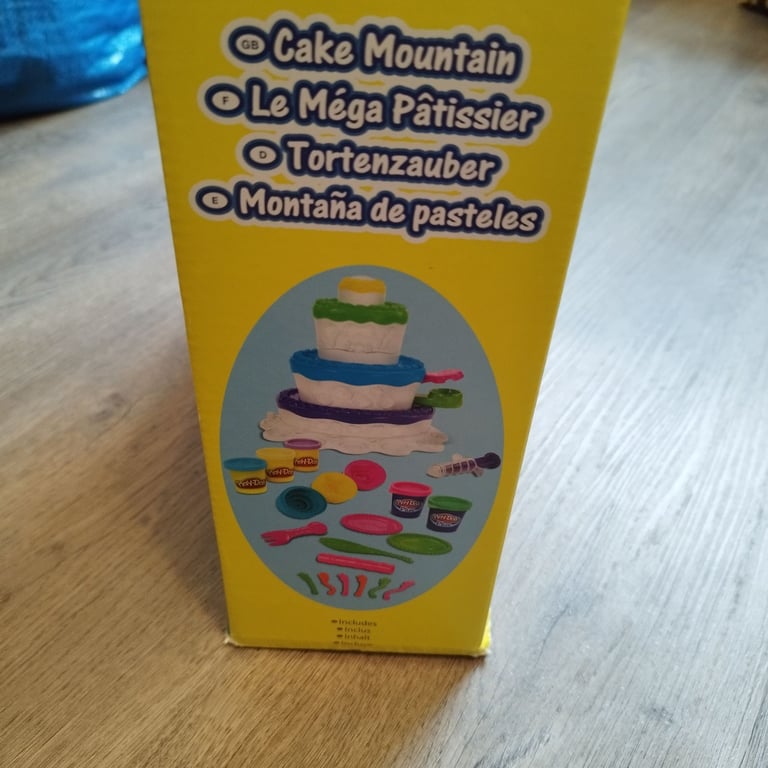 GB Cake Mountain
F Le Méga Pâtissier
D Tortenzauber
E Montaña de pasteles
PLAY-DOH
PLAY-DOH
PLAY-DOH
PLAY-DOH
PLAY-DOH
Includes
Inclus
Inhalt
Incluye